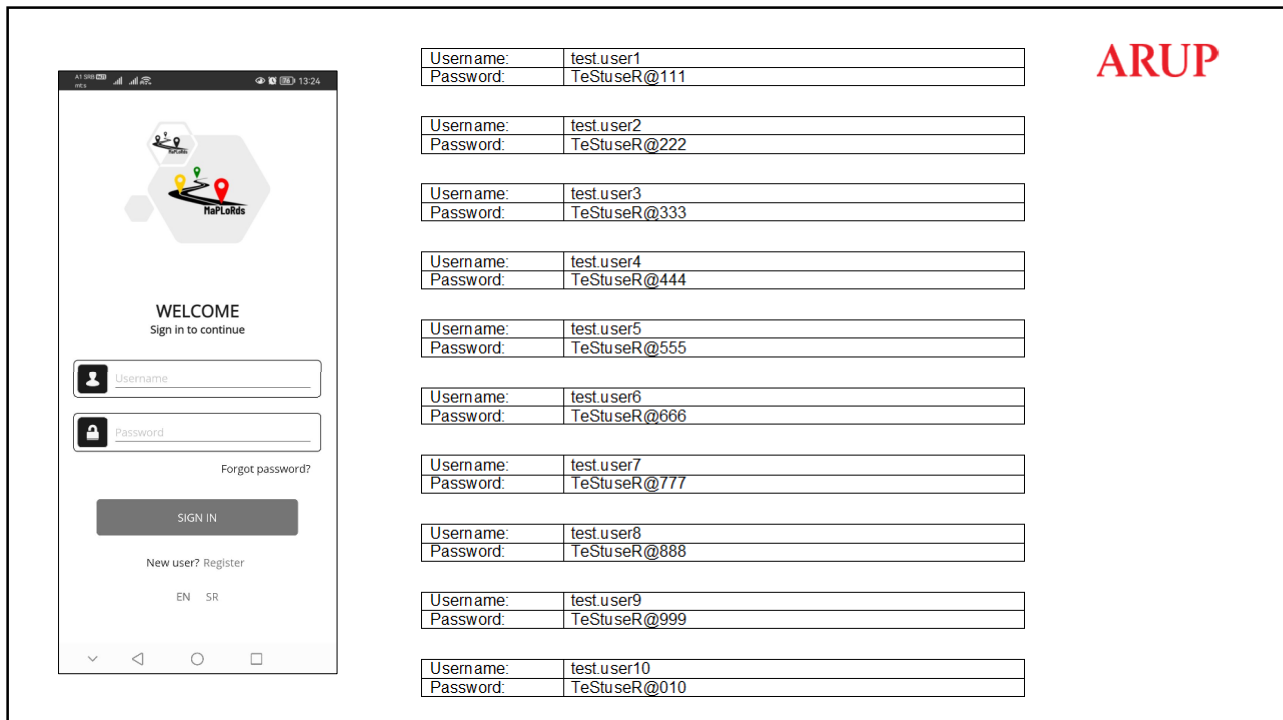 A1 SRB
mts
13:24
MaPLoRds
MaPLoRds
WELCOME
Sign in to continue
Username
Password
Forgot password?
SIGN IN
New user? Register
EN SR
Username: test.user1
Password: TeStuseR@111
Username: test.user2
Password: TeStuseR@222
Username: test.user3
Password: TeStuseR@333
Username: test.user4
Password: TeStuseR@444
Username: test.user5
Password: TeStuseR@555
Username: test.user6
Password: TeStuseR@666
Username: test.user7
Password: TeStuseR@777
Username: test.user8
Password: TeStuseR@888
Username: test.user9
Password: TeStuseR@999
Username: test.user10
Password: TeStuseR@010
ARUP